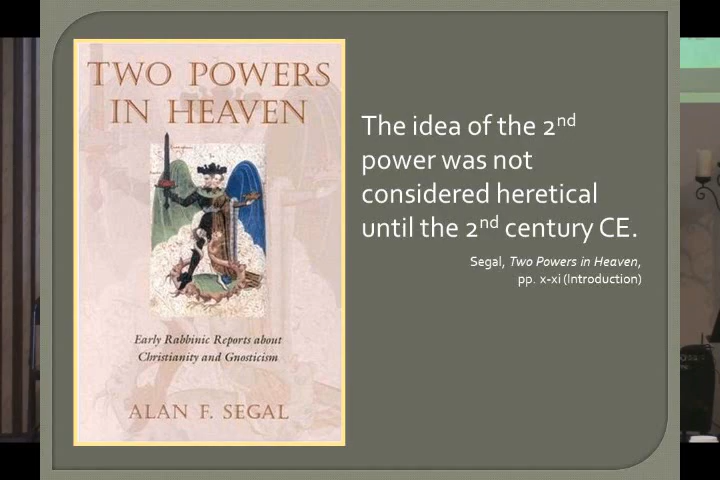 TWO POWERS
IN HEAVEN
Early Rabbinic Reports about
Christianity and Gnosticism
ALAN F. SEGAL
The idea of the 2nd
power was not
considered heretical
until the 2nd century CE.
Segal, Two Powers in Heaven,
pp. x-xi (Introduction)